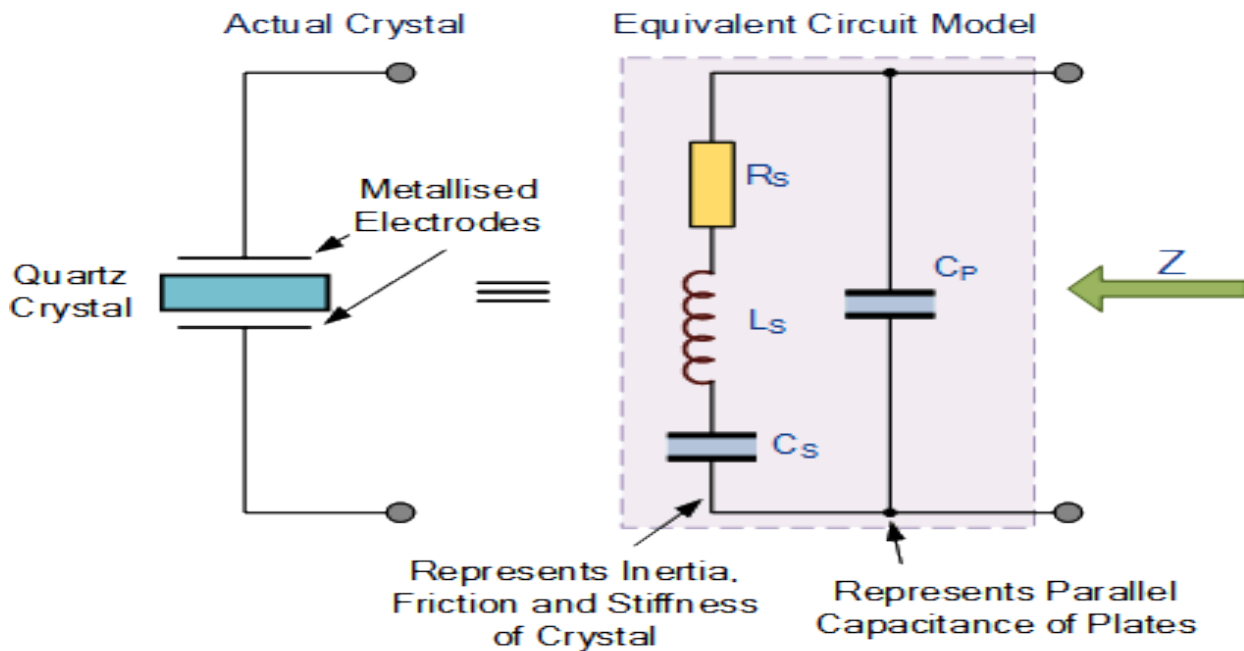 Actual Crystal
Equivalent Circuit Model
Metallised
Electrodes
Quartz
Crystal
RS
LS
CS
CP
Z
Represents Inertia,
Friction and Stiffness
of Crystal
Represents Parallel
Capacitance of Plates